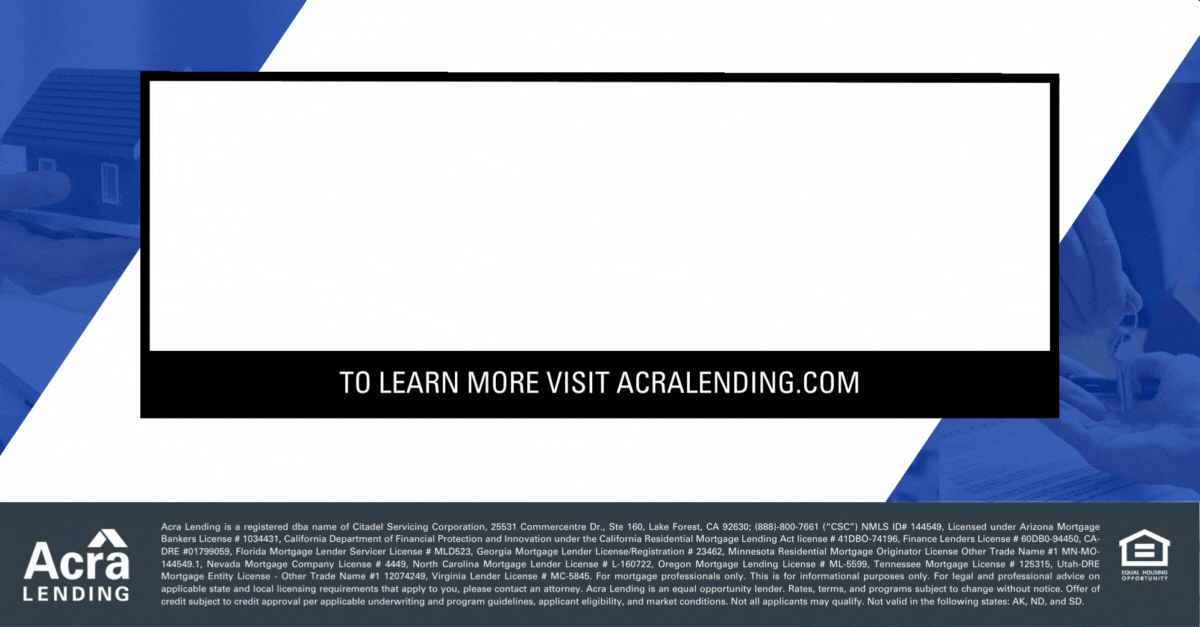 TO LEARN MORE VISIT ACRALENDING.COM
Acra
LENDING
Acra Lending is a registered dba name of Citadel Servicing Corporation, 25531 Commercentre Dr., Ste 160, Lake Forest, CA 92630; (888)-800-7661 (“CSC”) NMLS ID# 144549, Licensed under Arizona Mortgage
Bankers License # 1034431, California Department of Financial Protection and Innovation under the California Residential Mortgage Lending Act license # 41DBO-74196, Finance Lenders License # 60DB0-94450, CA-
DRE #01799059, Florida Mortgage Lender Servicer License # MLD523, Georgia Mortgage Lender License/Registration # 23462, Minnesota Residential Mortgage Originator License Other Trade Name #1 MN-MO-
144549.1, Nevada Mortgage Company License # 4449, North Carolina Mortgage Lender License # L-160722, Oregon Mortgage Lending License # ML-5599, Tennessee Mortgage License # 125315, Utah-DRE
Mortgage Entity License - Other Trade Name #1 12074249, Virginia Lender License # MC-5845. For mortgage professionals only. This is for informational purposes only. For legal and professional advice on
applicable state and local licensing requirements that apply to you, please contact an attorney. Acra Lending is an equal opportunity lender. Rates, terms, and programs subject to change without notice. Offer of
credit subject to credit approval per applicable underwriting and program guidelines, applicant eligibility, and market conditions. Not all applicants may qualify. Not valid in the following states: AK, ND, and SD.
EQUAL HOUSING
OPPORTUNITY